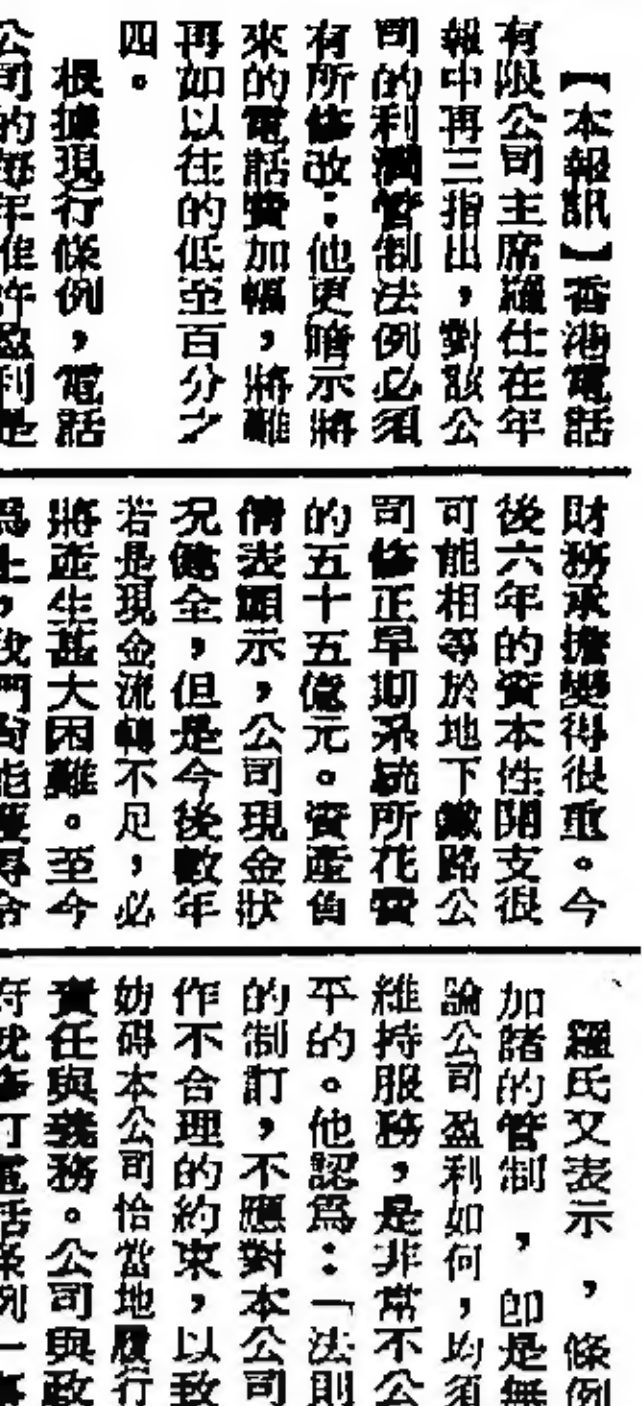 【本報訊】香港電話
有限公司主席羅仕在年
報中再三指出，對該公
司的利潤管制法例必須
有所修改：他更暗示將
來的電話費加幅，將難
再如以往的低至百分之
四。
根據現行條例，電話
公司的每年准許盈利是
財務承擔變得很重。今
後六年的資本性開支很
可能相等於地下鐵路公
司修正早期系統所花費
的五十五億元。資產負
債表顯示，公司現金狀
况健全，但是今後數年
若是現金流轉不足，必
將產生甚大困難。至今
爲止，我們尚能獲得合
羅氏又表示，條例
加諸的管制，卽是無
論公司盈利如何，均須
維持服務，是非常不公
平的。他認爲：「法則
的制訂，不應對本公司
作不合理的約束，以致
妨碍本公司恰當地履行
責任與義務。公司與政
府就修訂電話條例一事